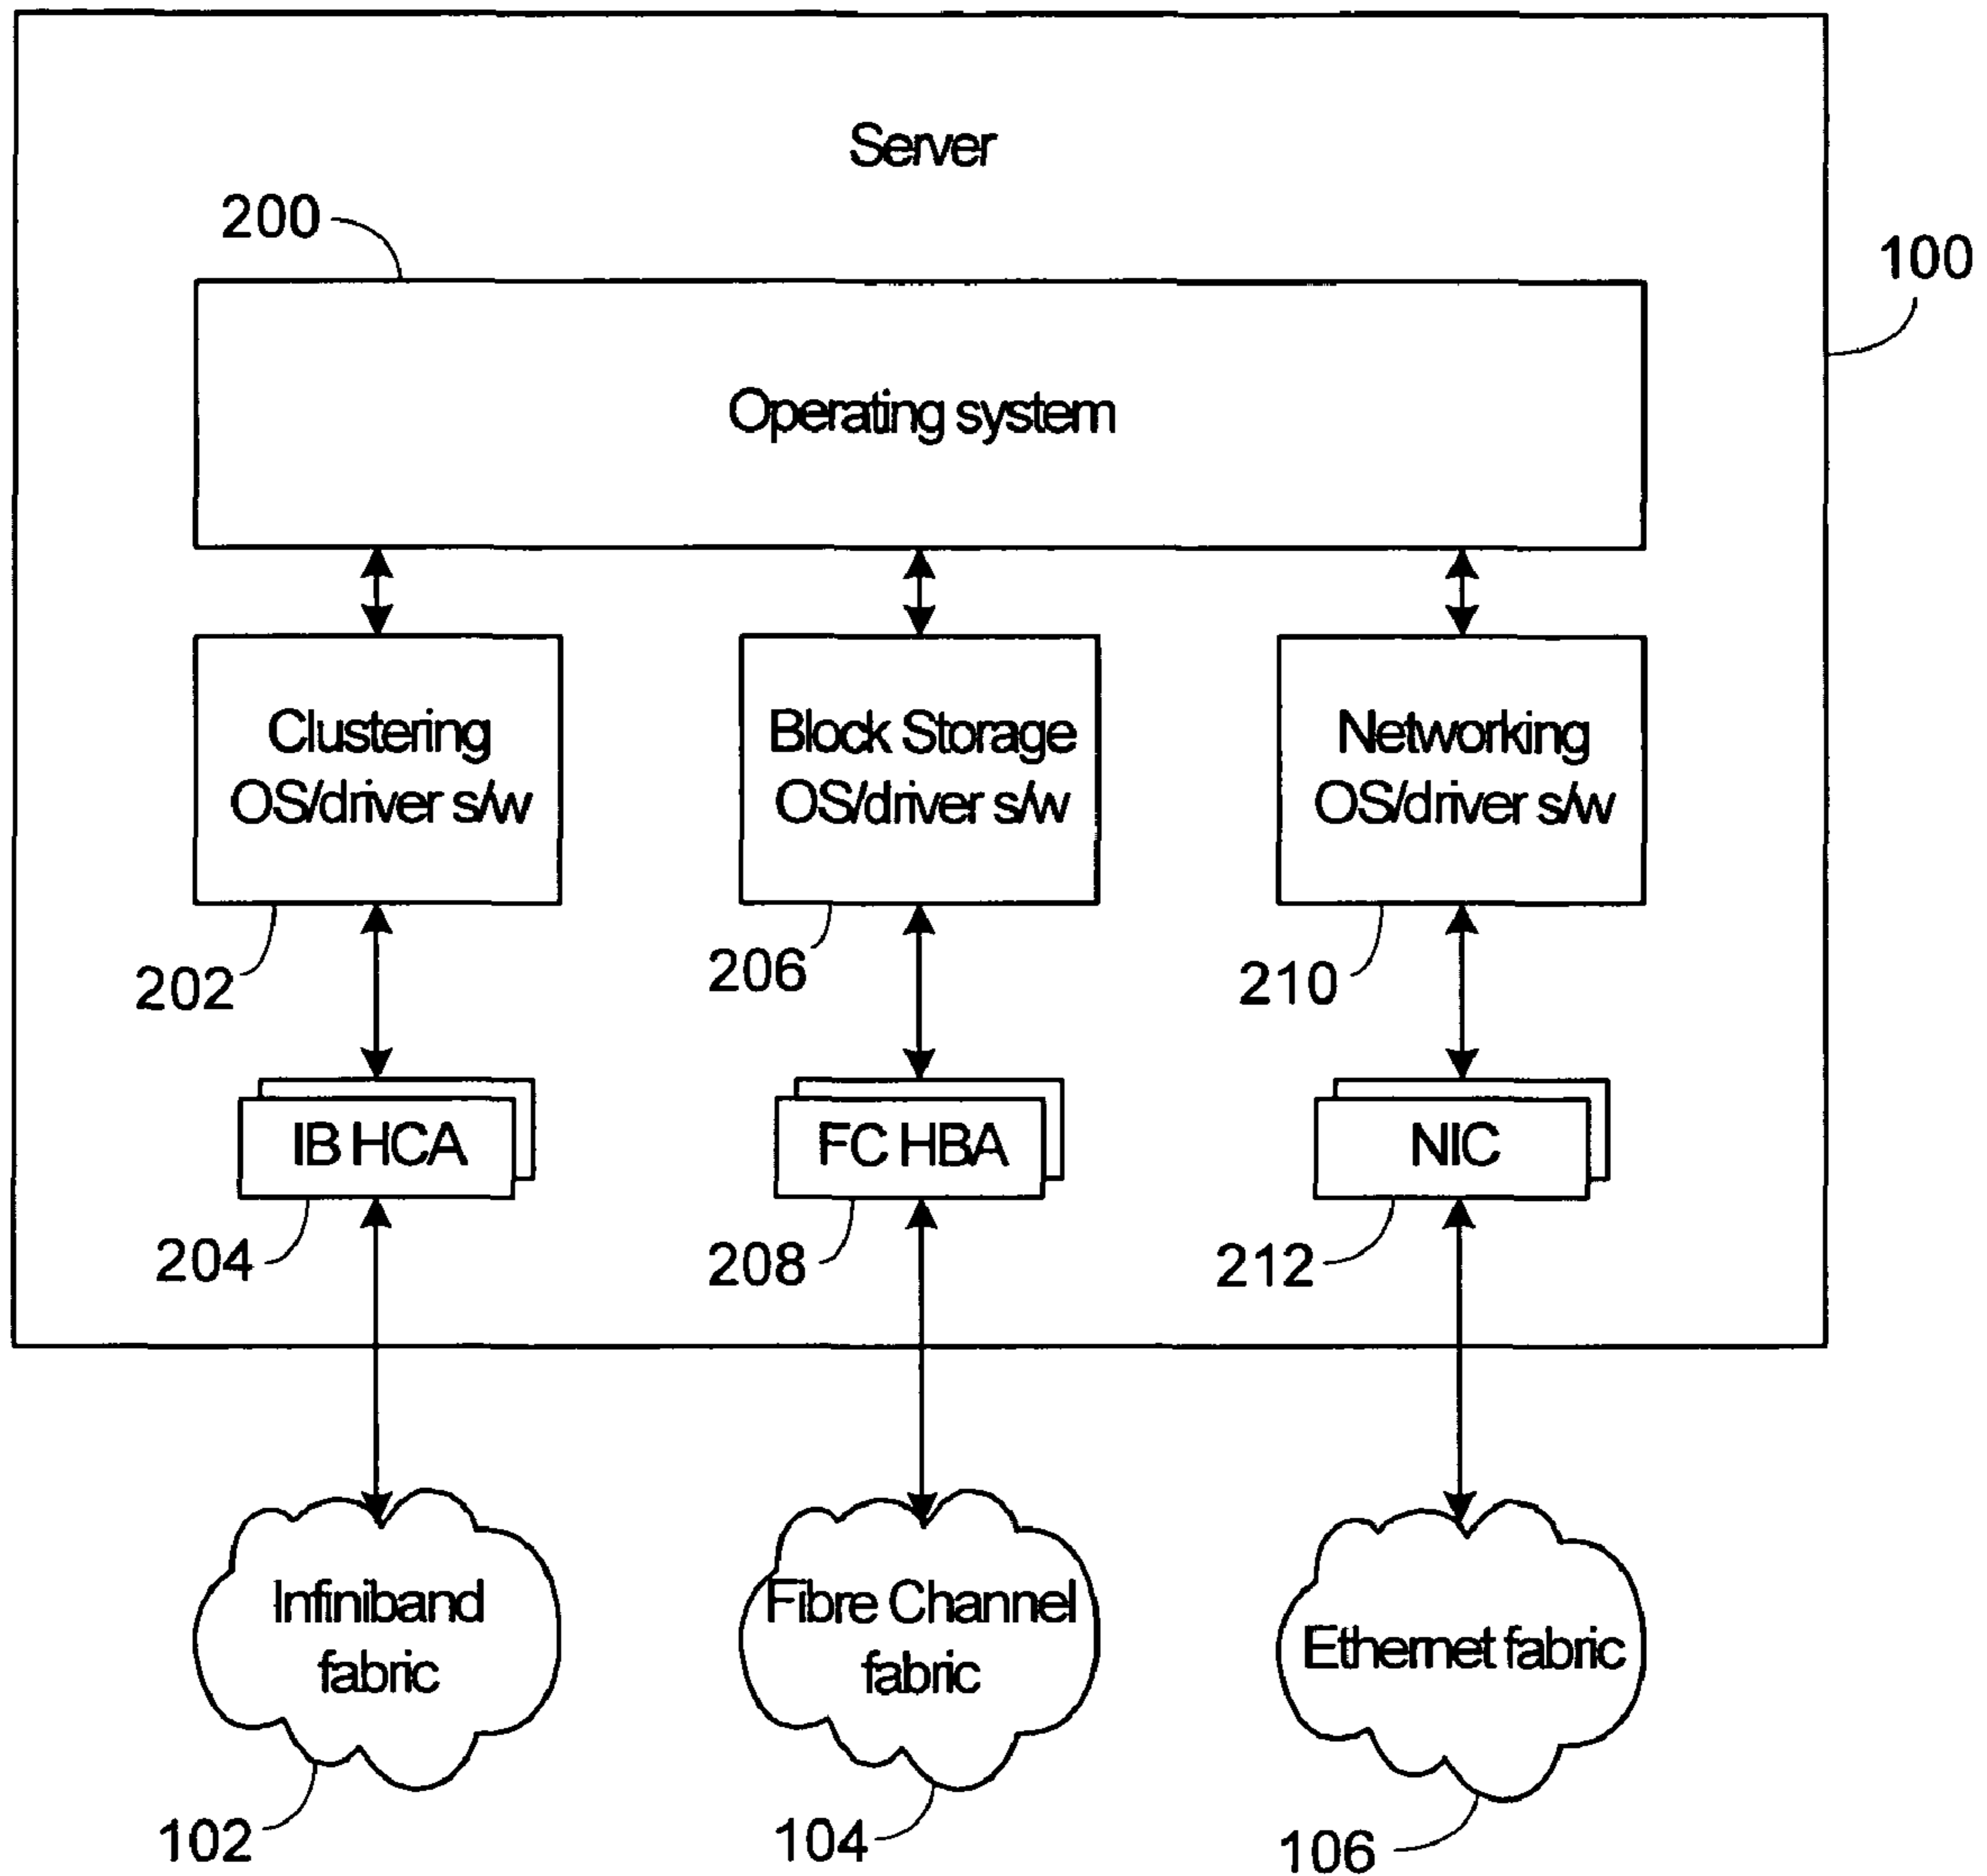 Server
200
100
Operating system
Clustering
OS/driver s/w
Block Storage
OS/driver s/w
Networking
OS/driver s/w
202
206
210
IB HCA
FC HBA
NIC
204
208
212
Infiniband
fabric
Fibre Channel
fabric
Ethernet fabric
102
104
106